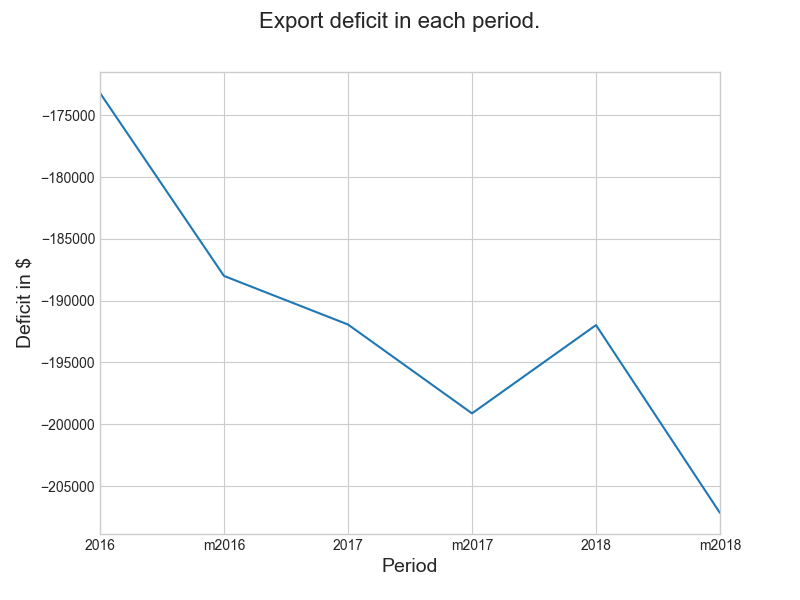 Export deficit in each period.
−175000
−180000
−185000
−190000
−195000
−200000
−205000
Deficit in $
2016 m2016 2017 m2017 2018 m2018
Period